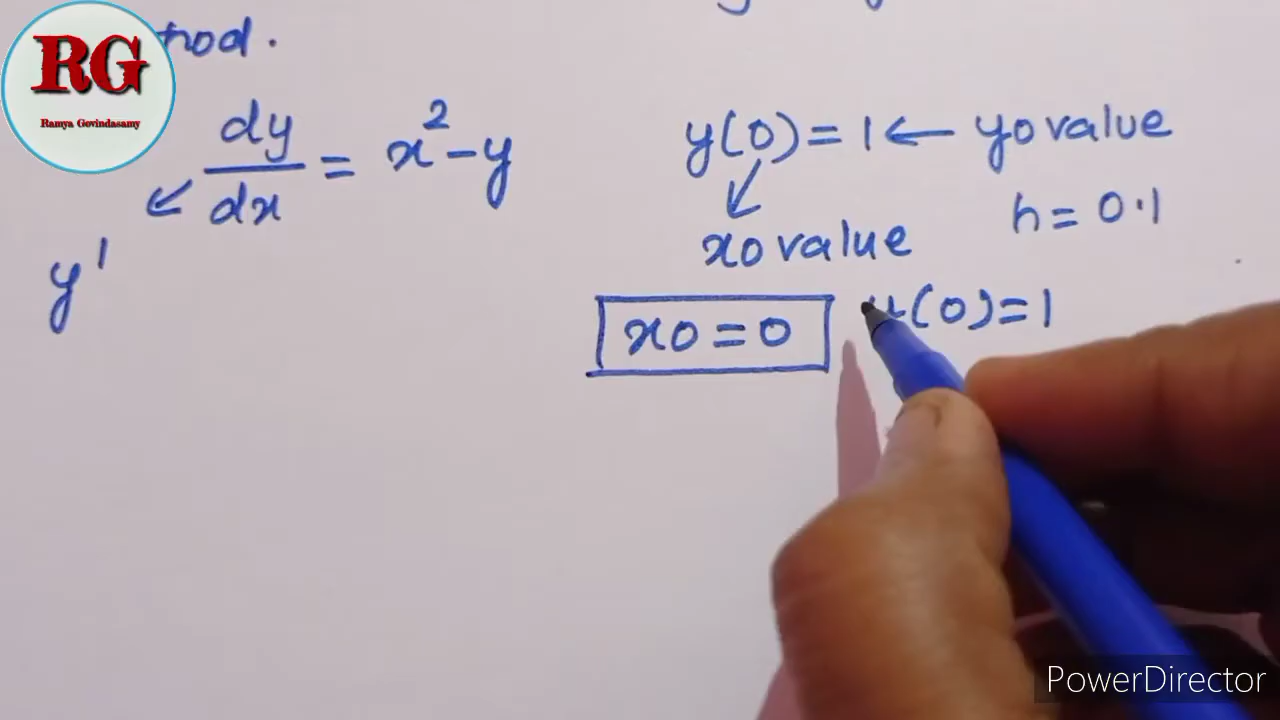 RG
Ramya Govindasamy
dy/dx = x² - y
y(0) = 1 ← y0 value
x0 value
h = 0.1
y'
x0 = 0
(0) = 1
PowerDirector